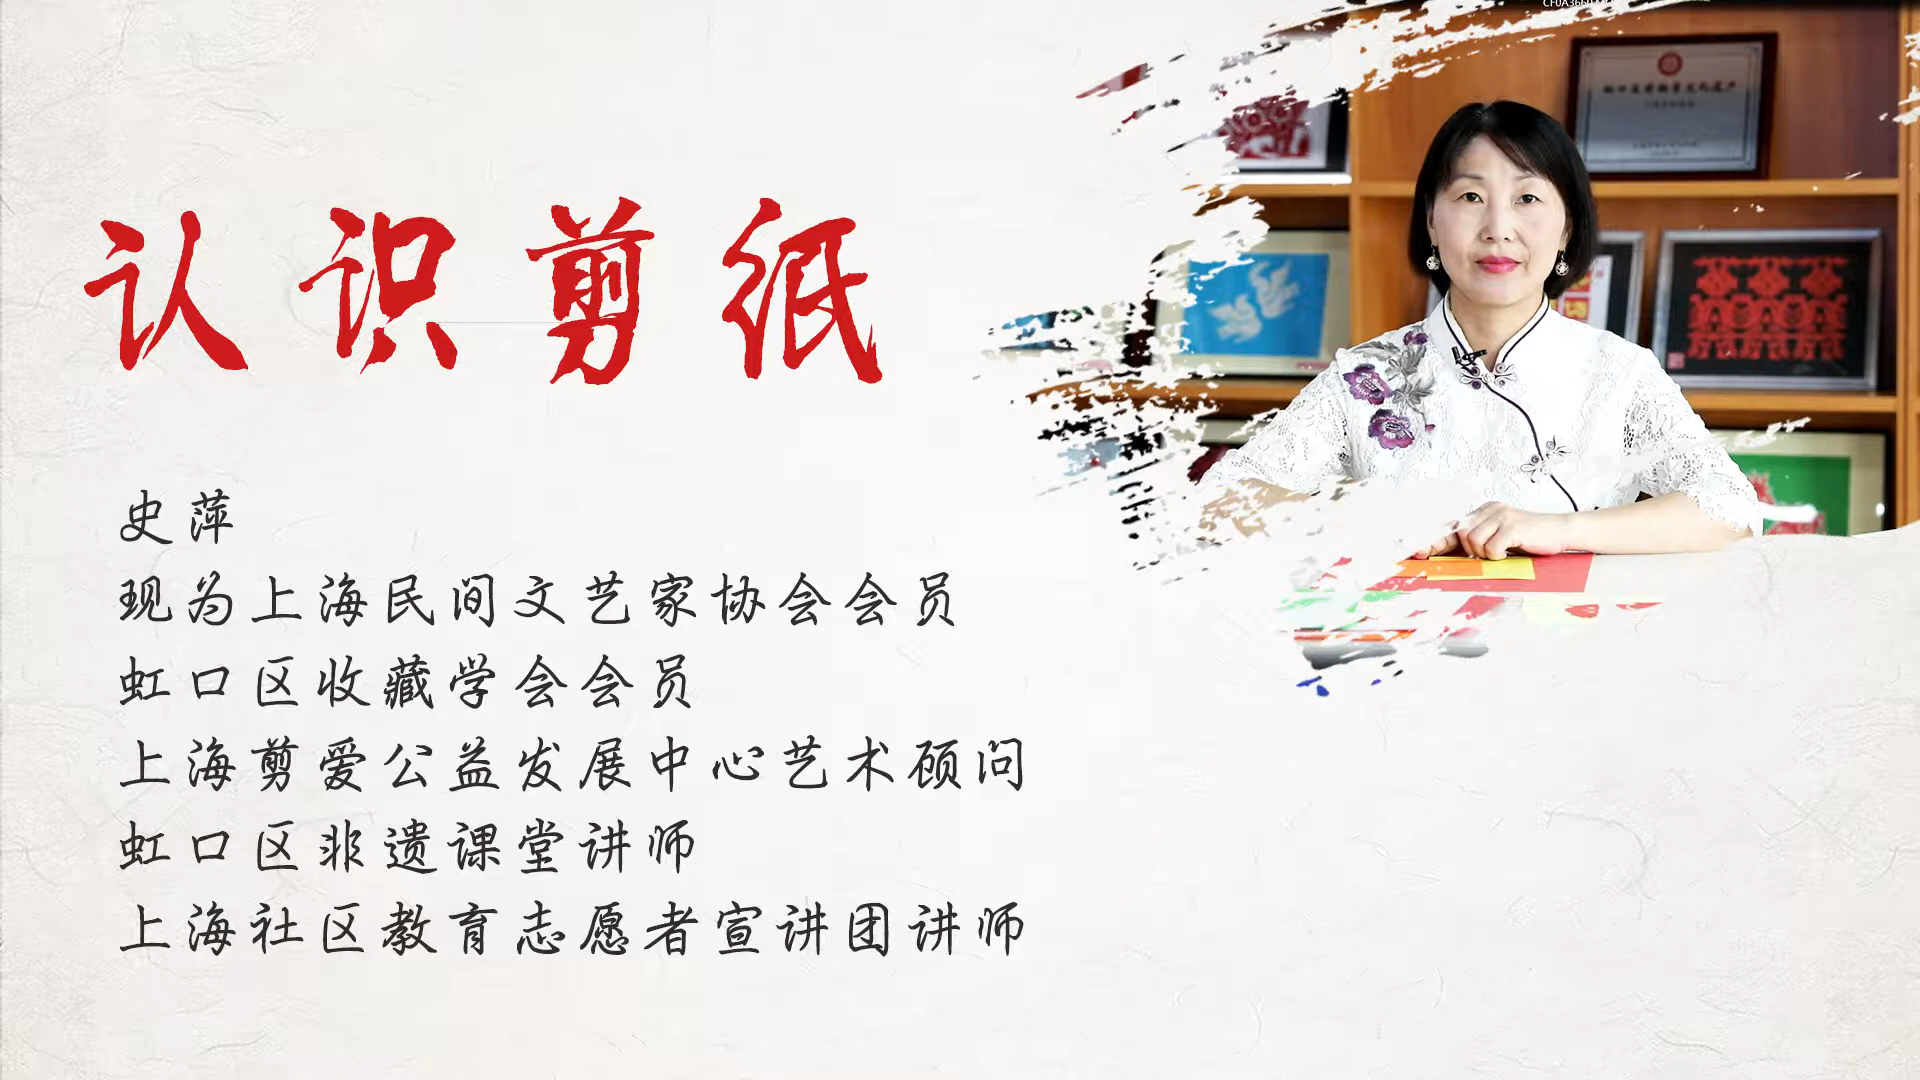 认识剪纸
史萍
现为上海民间文艺家协会会员
虹口区收藏学会会员
上海剪爱公益发展中心艺术顾问
虹口区非遗课堂讲师
上海社区教育志愿者宣讲团讲师